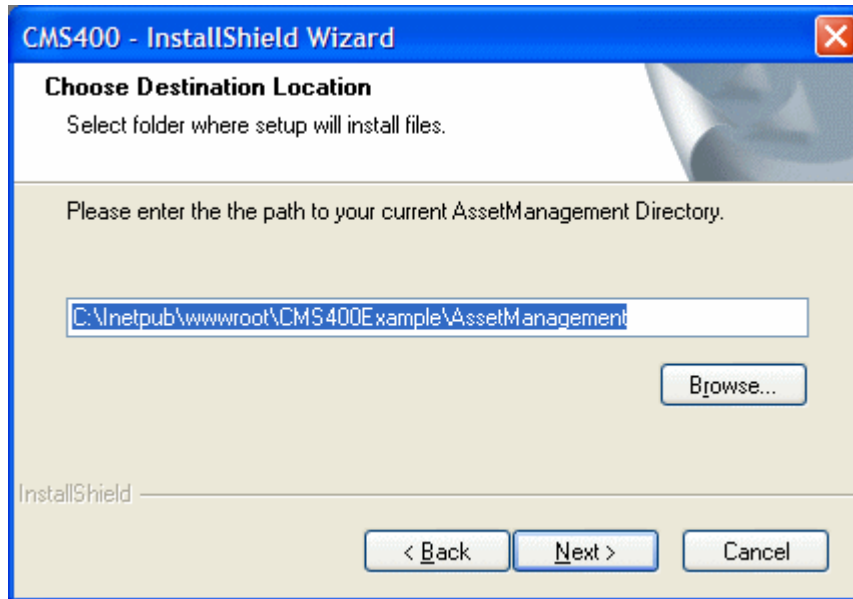 CMS400 - InstallShield Wizard
Choose Destination Location
Select folder where setup will install files.
Please enter the the path to your current AssetManagement Directory.
C:\Inetpub\wwwroot\CMS400Example\AssetManagement
Browse...
InstallShield
< Back Next > Cancel